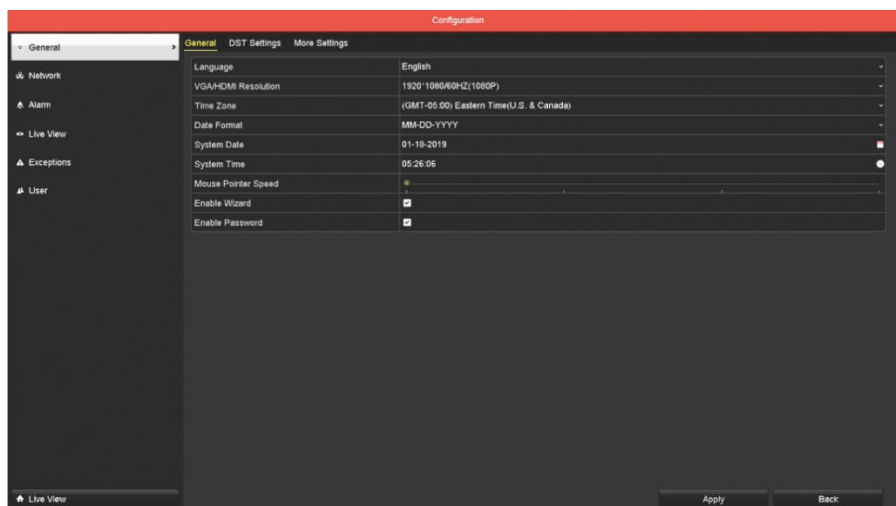 Configuration
General
Network
Alarm
Live View
Exceptions
User
General DST Settings More Settings
Language English
VGA/HDMI Resolution 1920*1080/60HZ(1080P)
Time Zone (GMT-05:00) Eastern Time(U.S. & Canada)
Date Format MM-DD-YYYY
System Date 01-18-2019
System Time 05:26:06
Mouse Pointer Speed
Enable Wizard
Enable Password
Live View
Apply Back